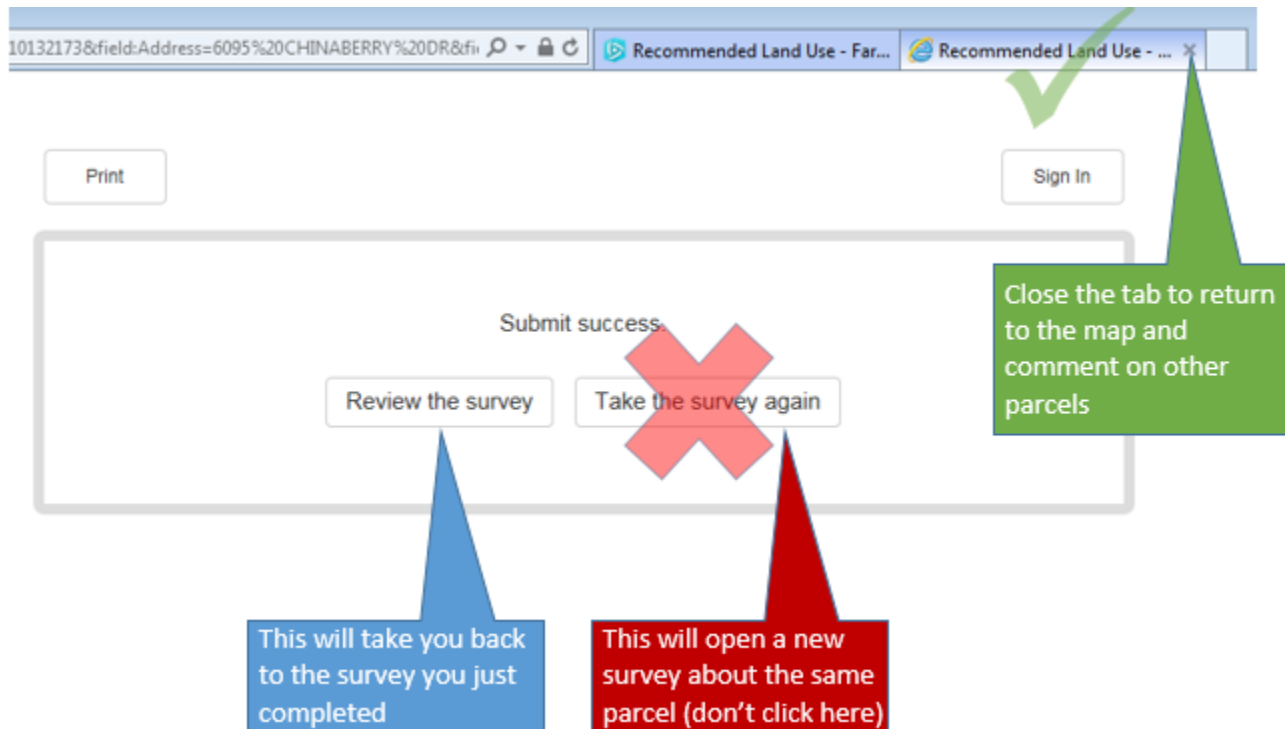 10132173&field:Address=6095%20CHINABERRY%20DR&fi
Recommended Land Use - Far...
Recommended Land Use - ...
Print
Sign In
Submit success.
Review the survey
Take the survey again
Close the tab to return
to the map and
comment on other
parcels
This will take you back
to the survey you just
completed
This will open a new
survey about the same
parcel (don’t click here)